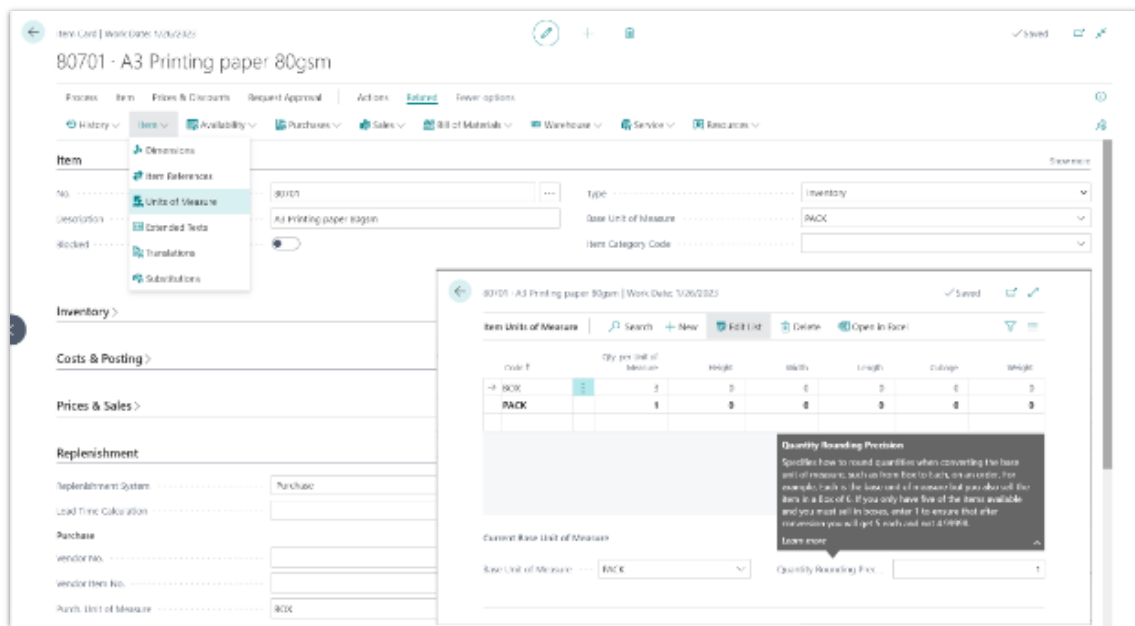 Item Card | Work Date: 1/26/2023
Saved
80701 · A3 Printing paper 80gsm
Process Item Prices & Discounts Request Approval Actions Related Fewer options
History Item Availability Purchases Sales Bill of Materials Warehouse Service Resources
Dimensions
Item References
Units of Measure
Extended Texts
Translations
Substitutions
Item
Show more
No. 80701
Type Inventory
Description A3 Printing paper 80gsm
Base Unit of Measure PACK
Blocked
Item Category Code
Inventory
Costs & Posting
Prices & Sales
Replenishment
Replenishment System Purchase
Lead Time Calculation
Purchase
Vendor No.
Vendor Item No.
Purch. Unit of Measure BOX
80701 · A3 Printing paper 80gsm | Work Date: 1/26/2023
Saved
Item Units of Measure Search New Edit List Delete Open in Excel
Code ↑ Qty. per Unit of Measure Height Width Length Cubage Weight
BOX 3 0 0 0 0 0
PACK 1 0 0 0 0 0
Quantity Rounding Precision
Specifies how to round quantities when converting the base
unit of measure, such as from Box to Each, on an order. For
example, Each is the base unit of measure but you also sell the
item in a Box of 6. If you only have five of the items available
and you must sell in boxes, enter 1 to ensure that after
conversion you will get 5 each and not 4.99998.
Learn more
Current Base Unit of Measure
Base Unit of Measure PACK
Quantity Rounding Prec... 1